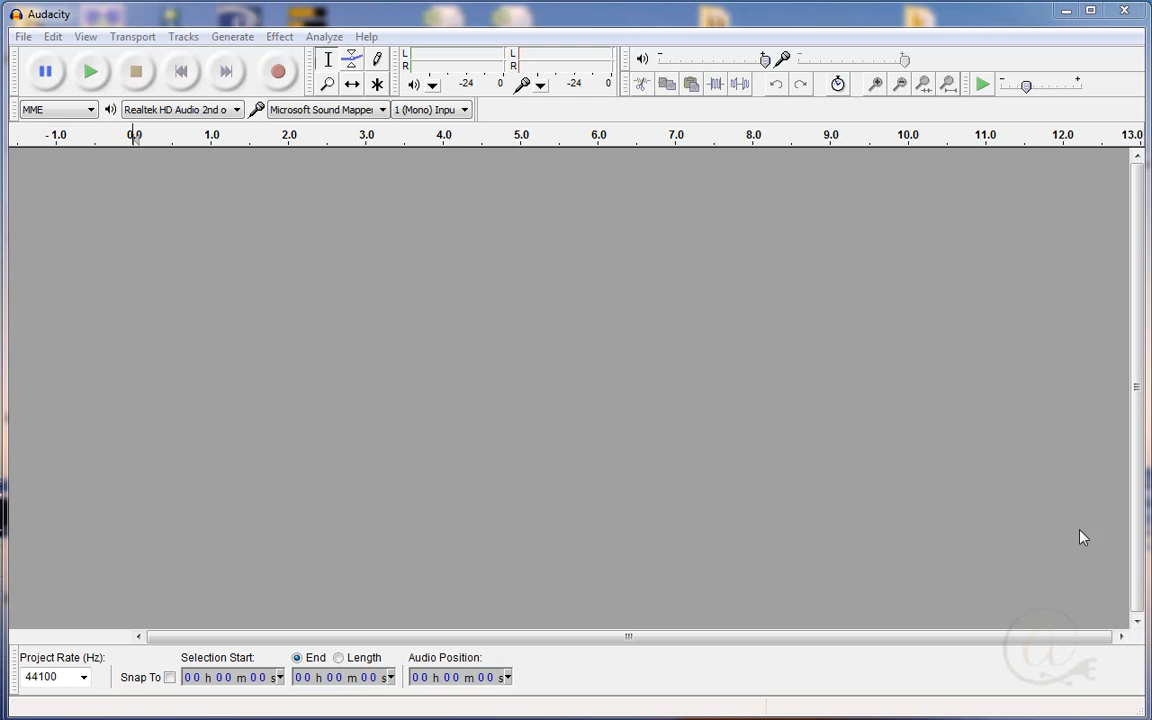 Audacity
File Edit View Transport Tracks Generate Effect Analyze Help
L R -24 0 L R -24 0
MME Realtek HD Audio 2nd o Microsoft Sound Mapper 1 (Mono) Inpu
- 1.0 0.0 1.0 2.0 3.0 4.0 5.0 6.0 7.0 8.0 9.0 10.0 11.0 12.0 13.0
Project Rate (Hz): Selection Start: End Length Audio Position:
44100 Snap To 00 h 00 m 00 s 00 h 00 m 00 s 00 h 00 m 00 s